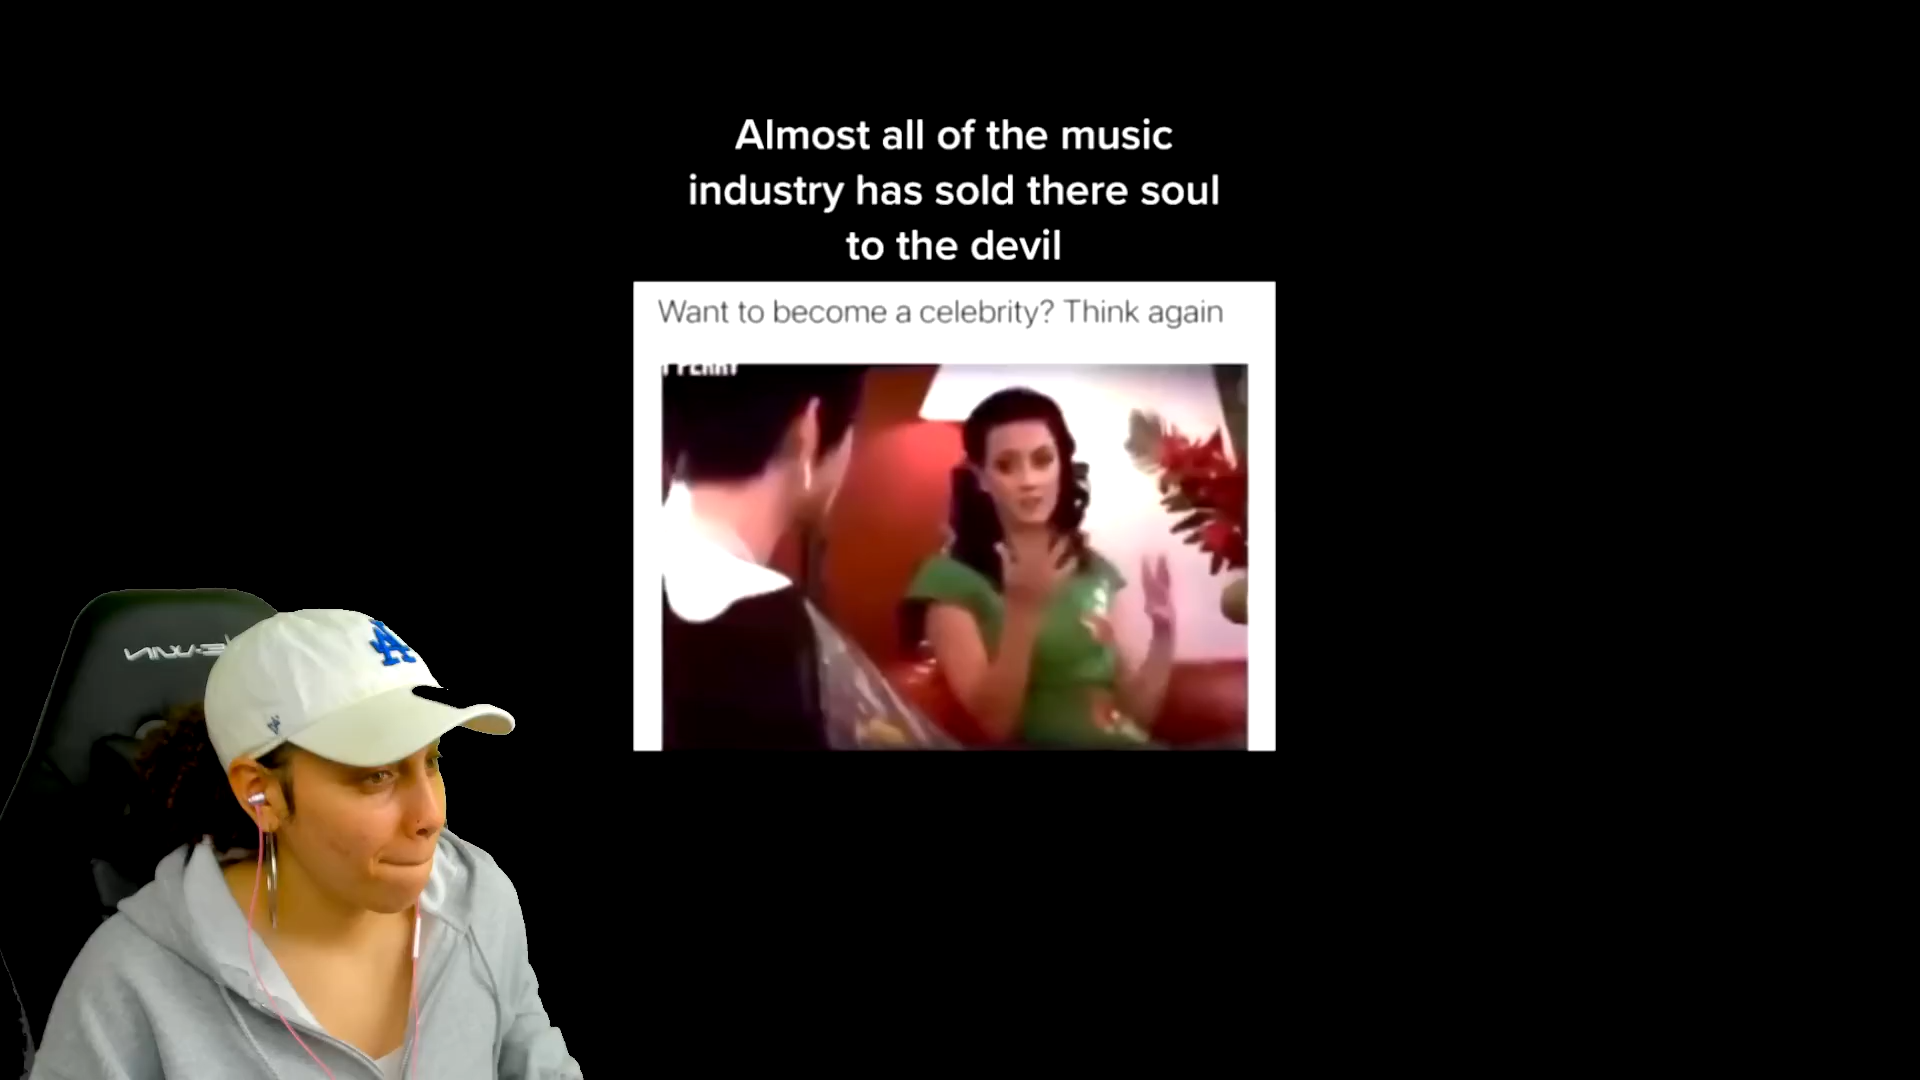 Almost all of the music
industry has sold there soul
to the devil
Want to become a celebrity? Think again
PERRY
A